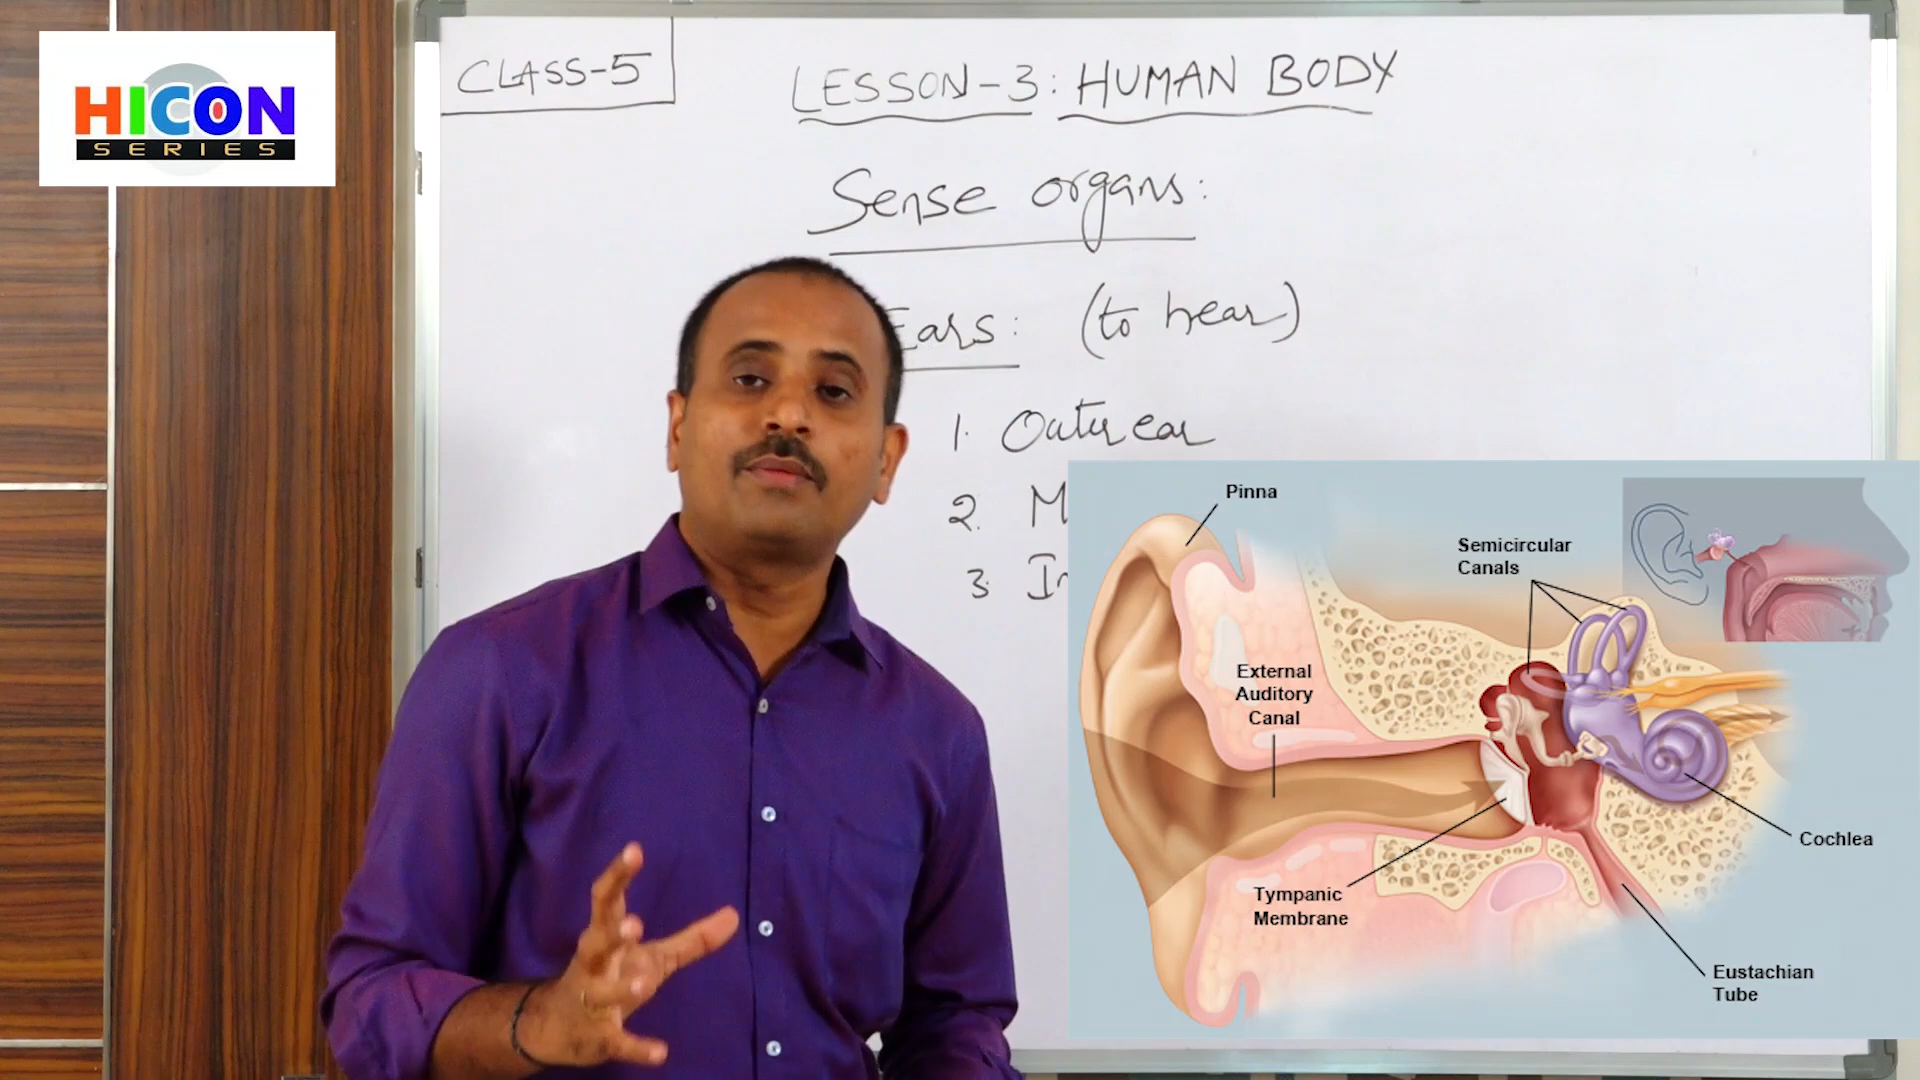 HICON
SERIES
CLASS-5
LESSON-3: HUMAN BODY
Sense organs:
Ears: (to hear)
1. Outer ear
2. M
3. In
Pinna
Semicircular
Canals
External
Auditory
Canal
Tympanic
Membrane
Cochlea
Eustachian
Tube